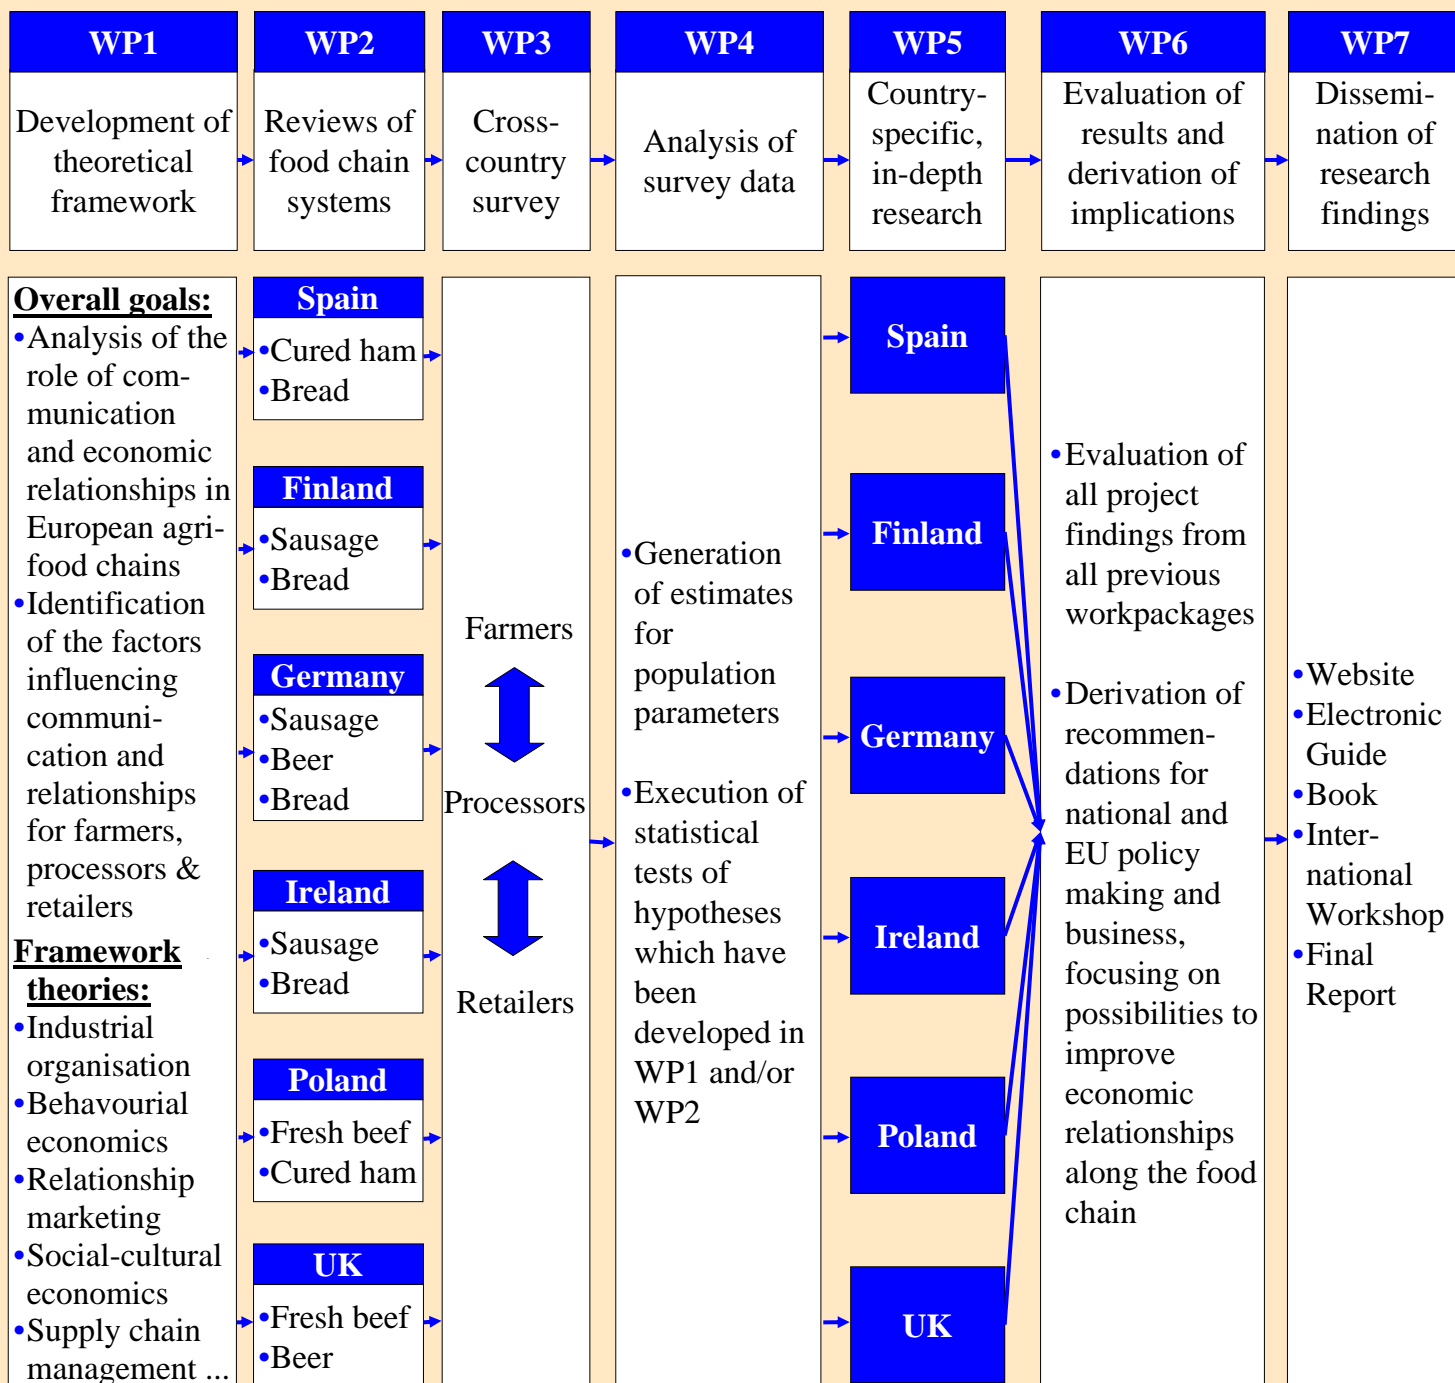 WP1
Development of
theoretical
framework
WP2
Reviews of
food chain
systems
WP3
Cross-
country
survey
WP4
Analysis of
survey data
WP5
Country-
specific,
in-depth
research
WP6
Evaluation of
results and
derivation of
implications
WP7
Dissemi-
nation of
research
findings
Overall goals:
•Analysis of the
role of com-
munication
and economic
relationships in
European agri-
food chains
•Identification
of the factors
influencing
communi-
cation and
relationships
for farmers,
processors &
retailers
Framework
theories:
•Industrial
organisation
•Behavourial
economics
•Relationship
marketing
•Social-cultural
economics
•Supply chain
management ...
Spain
•Cured ham
•Bread
Finland
•Sausage
•Bread
Germany
•Sausage
•Beer
•Bread
Ireland
•Sausage
•Bread
Poland
•Fresh beef
•Cured ham
UK
•Fresh beef
•Beer
Farmers
Processors
Retailers
•Generation
of estimates
for
population
parameters
•Execution of
statistical
tests of
hypotheses
which have
been
developed in
WP1 and/or
WP2
Spain
Finland
Germany
Ireland
Poland
UK
•Evaluation of
all project
findings from
all previous
workpackages
•Derivation of
recommen-
dations for
national and
EU policy
making and
business,
focusing on
possibilities to
improve
economic
relationships
along the food
chain
•Website
•Electronic
Guide
•Book
•Inter-
national
Workshop
•Final
Report